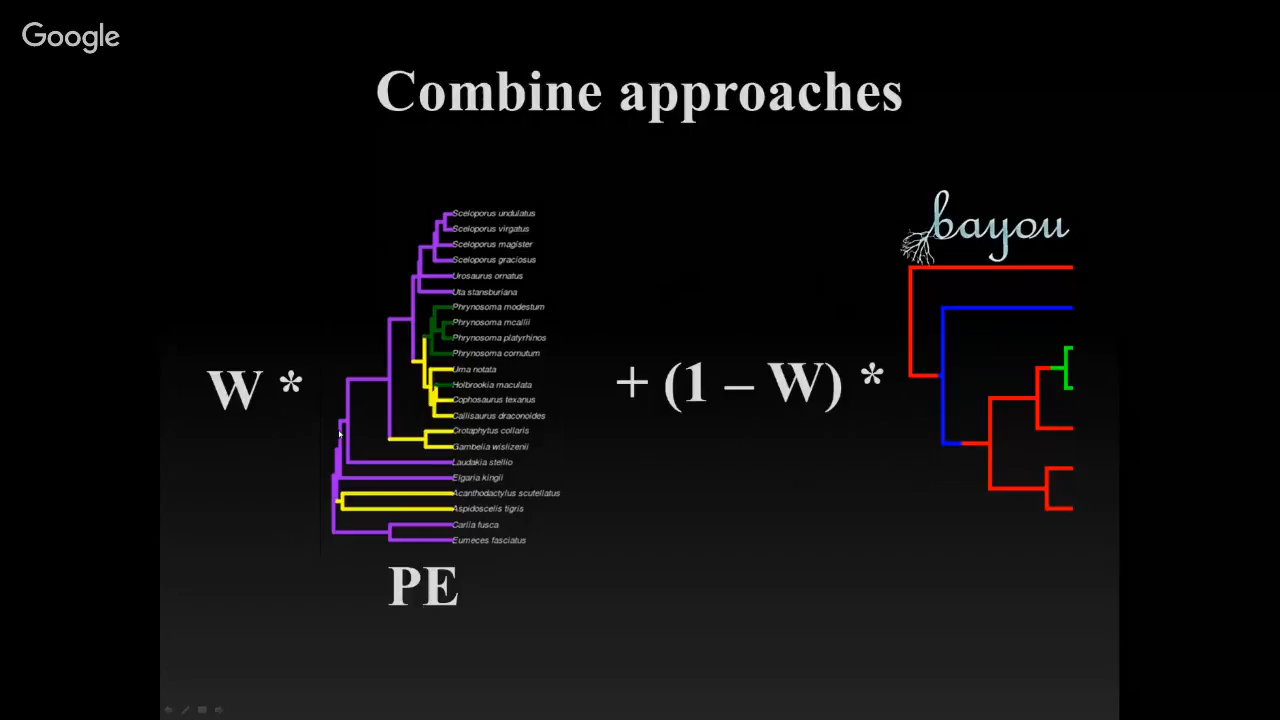 Google
Combine approaches
bayou
Sceloporus undulatus
Sceloporus virgatus
Sceloporus magister
Sceloporus graciosus
Urosaurus ornatus
Uta stansburiana
Phrynosoma modestum
Phrynosoma mcallii
Phrynosoma platyrhinos
Phrynosoma cornutum
Uma notata
Holbrookia maculata
Cophosaurus texanus
Callisaurus draconoides
Crotaphytus collaris
Gambelia wislizenii
Laudakia stellio
Elgaria kingii
Acanthodactylus scutellatus
Aspidoscelis tigris
Carlia fusca
Eumeces fasciatus
W *
+ (1 – W) *
PE